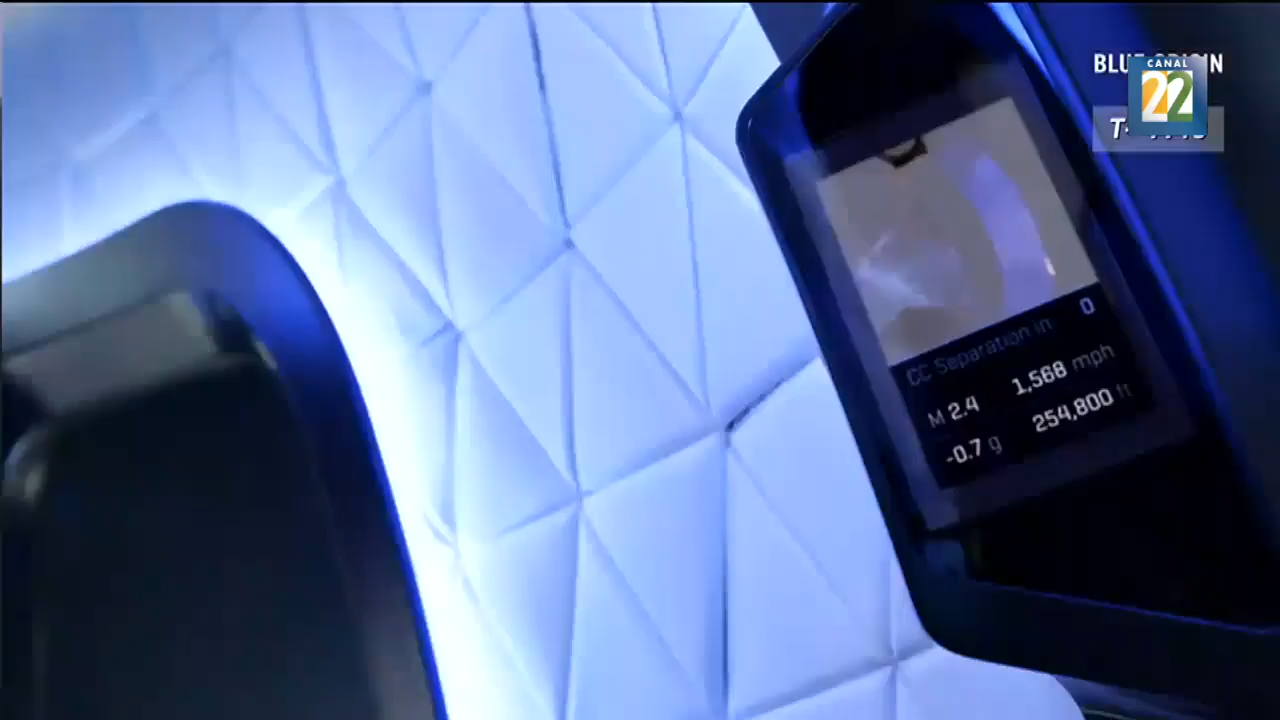 BLUE ORIGIN
CANAL
22
CC Separation in 0
M 2.4 1,568 mph
-0.7 g 254,800 ft